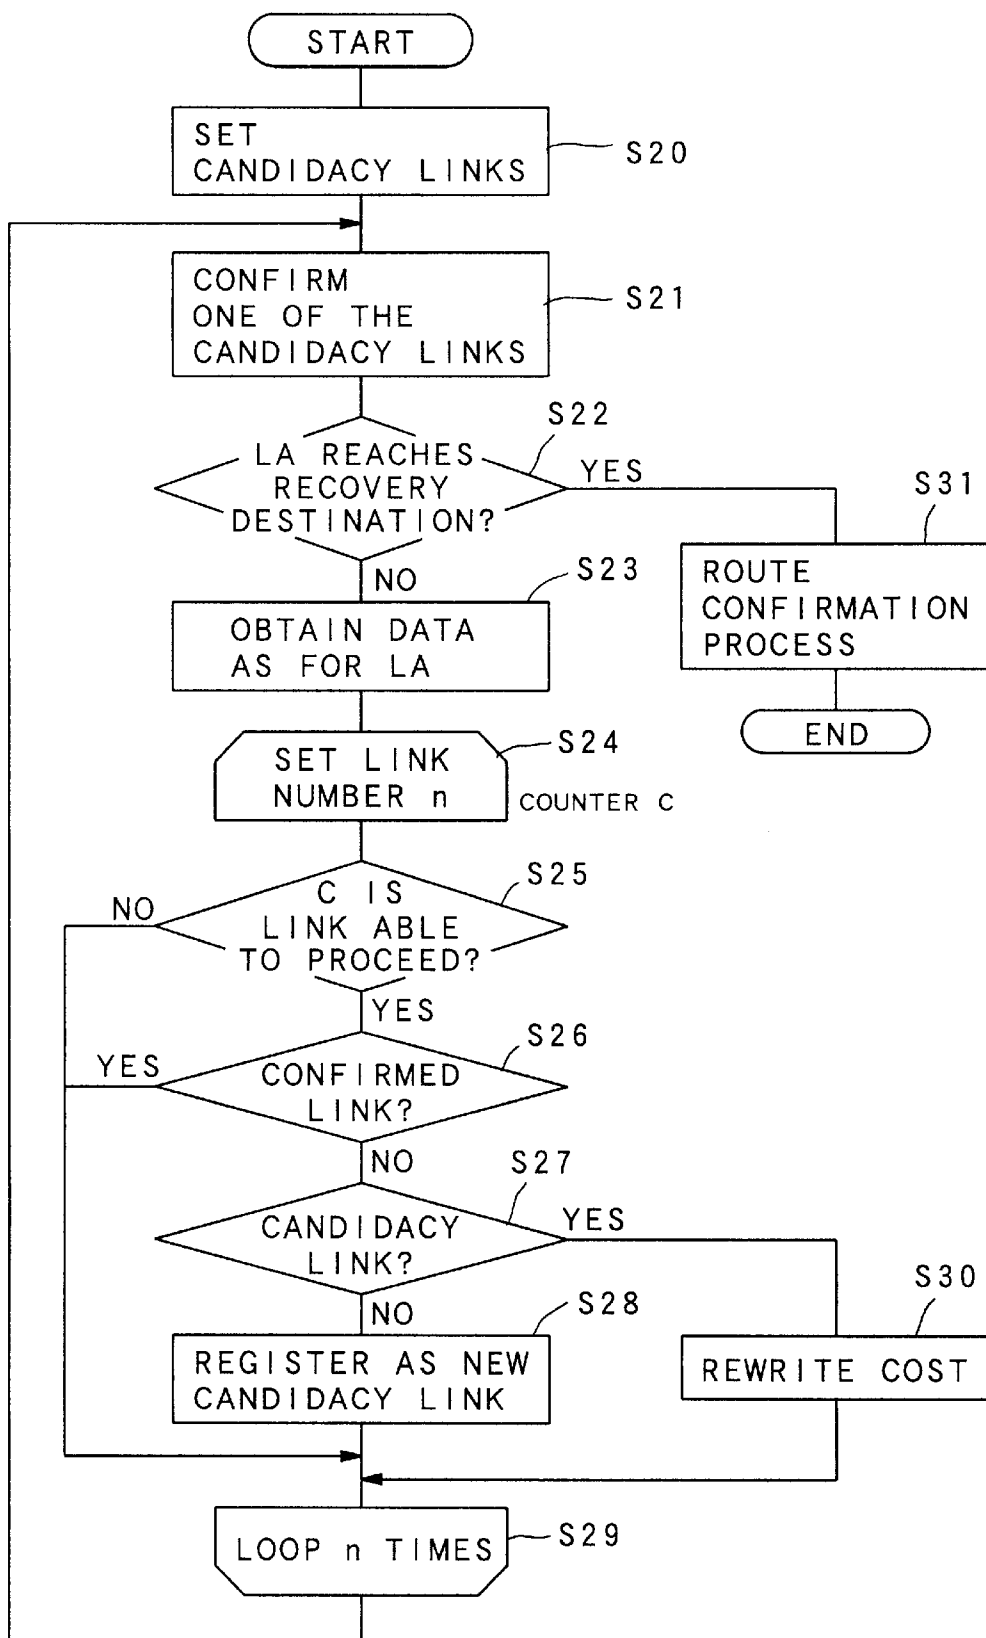 START
SET
CANDIDACY LINKS
S20
CONFIRM
ONE OF THE
CANDIDACY LINKS
S21
S22
LA REACHES
RECOVERY
DESTINATION?
YES
S31
ROUTE
CONFIRMATION
PROCESS
NO
S23
OBTAIN DATA
AS FOR LA
END
S24
SET LINK
NUMBER n
COUNTER C
S25
C IS
LINK ABLE
TO PROCEED?
NO
YES
S26
CONFIRMED
LINK?
YES
NO
S27
CANDIDACY
LINK?
YES
S30
REWRITE COST
NO
S28
REGISTER AS NEW
CANDIDACY LINK
LOOP n TIMES
S29